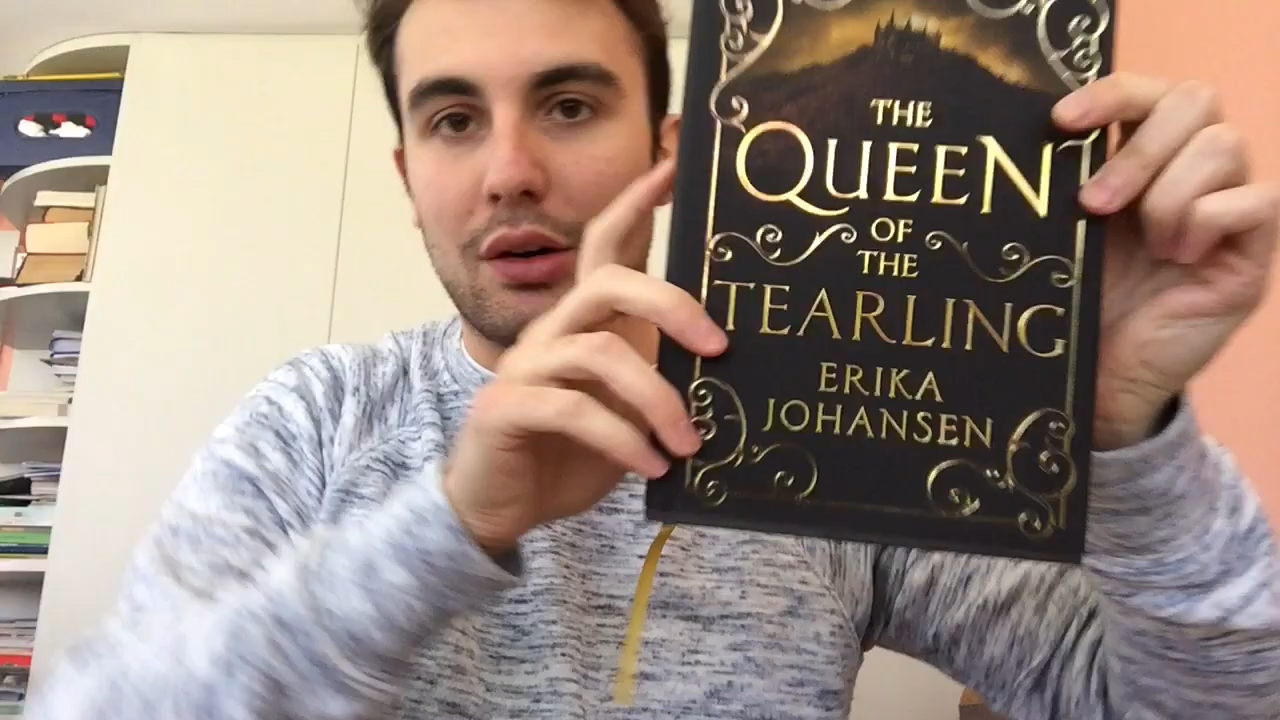 THE
QUEEN
OF
THE
TEARLING
ERIKA
JOHANSEN